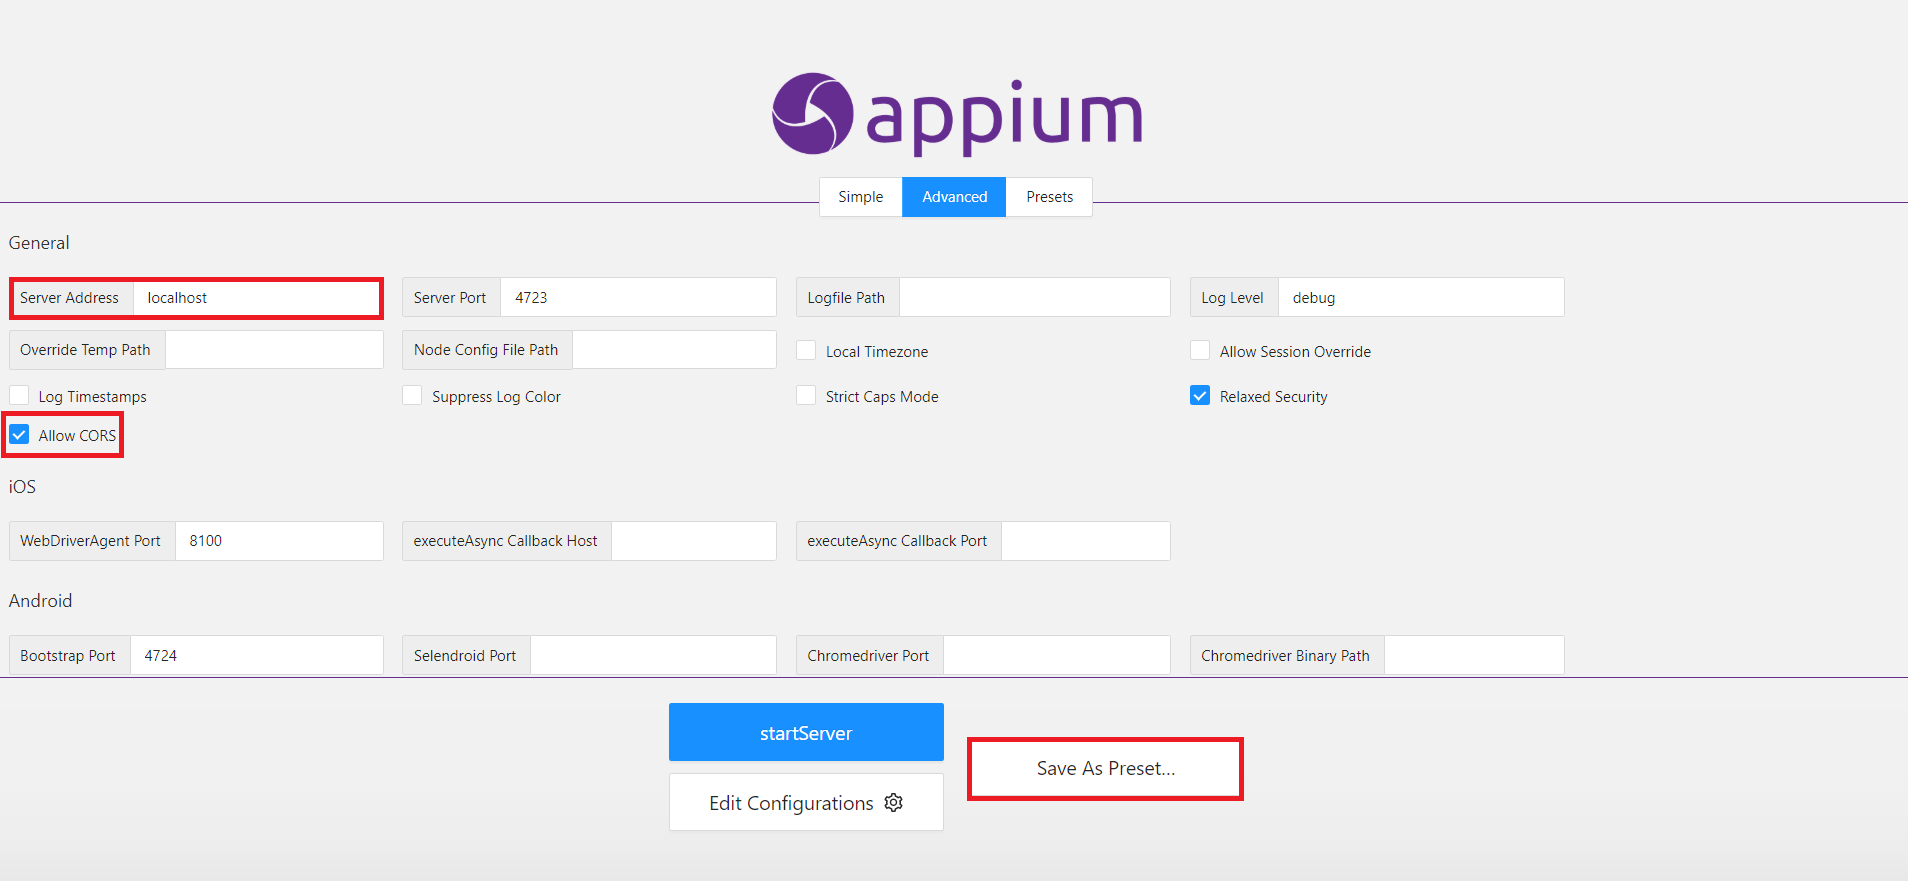 appium
Simple Advanced Presets
General
Server Address localhost Server Port 4723 Logfile Path Log Level debug
Override Temp Path Node Config File Path Local Timezone Allow Session Override
Log Timestamps Suppress Log Color Strict Caps Mode Relaxed Security
Allow CORS
iOS
WebDriverAgent Port 8100 executeAsync Callback Host executeAsync Callback Port
Android
Bootstrap Port 4724 Selendroid Port Chromedriver Port Chromedriver Binary Path
startServer
Save As Preset...
Edit Configurations